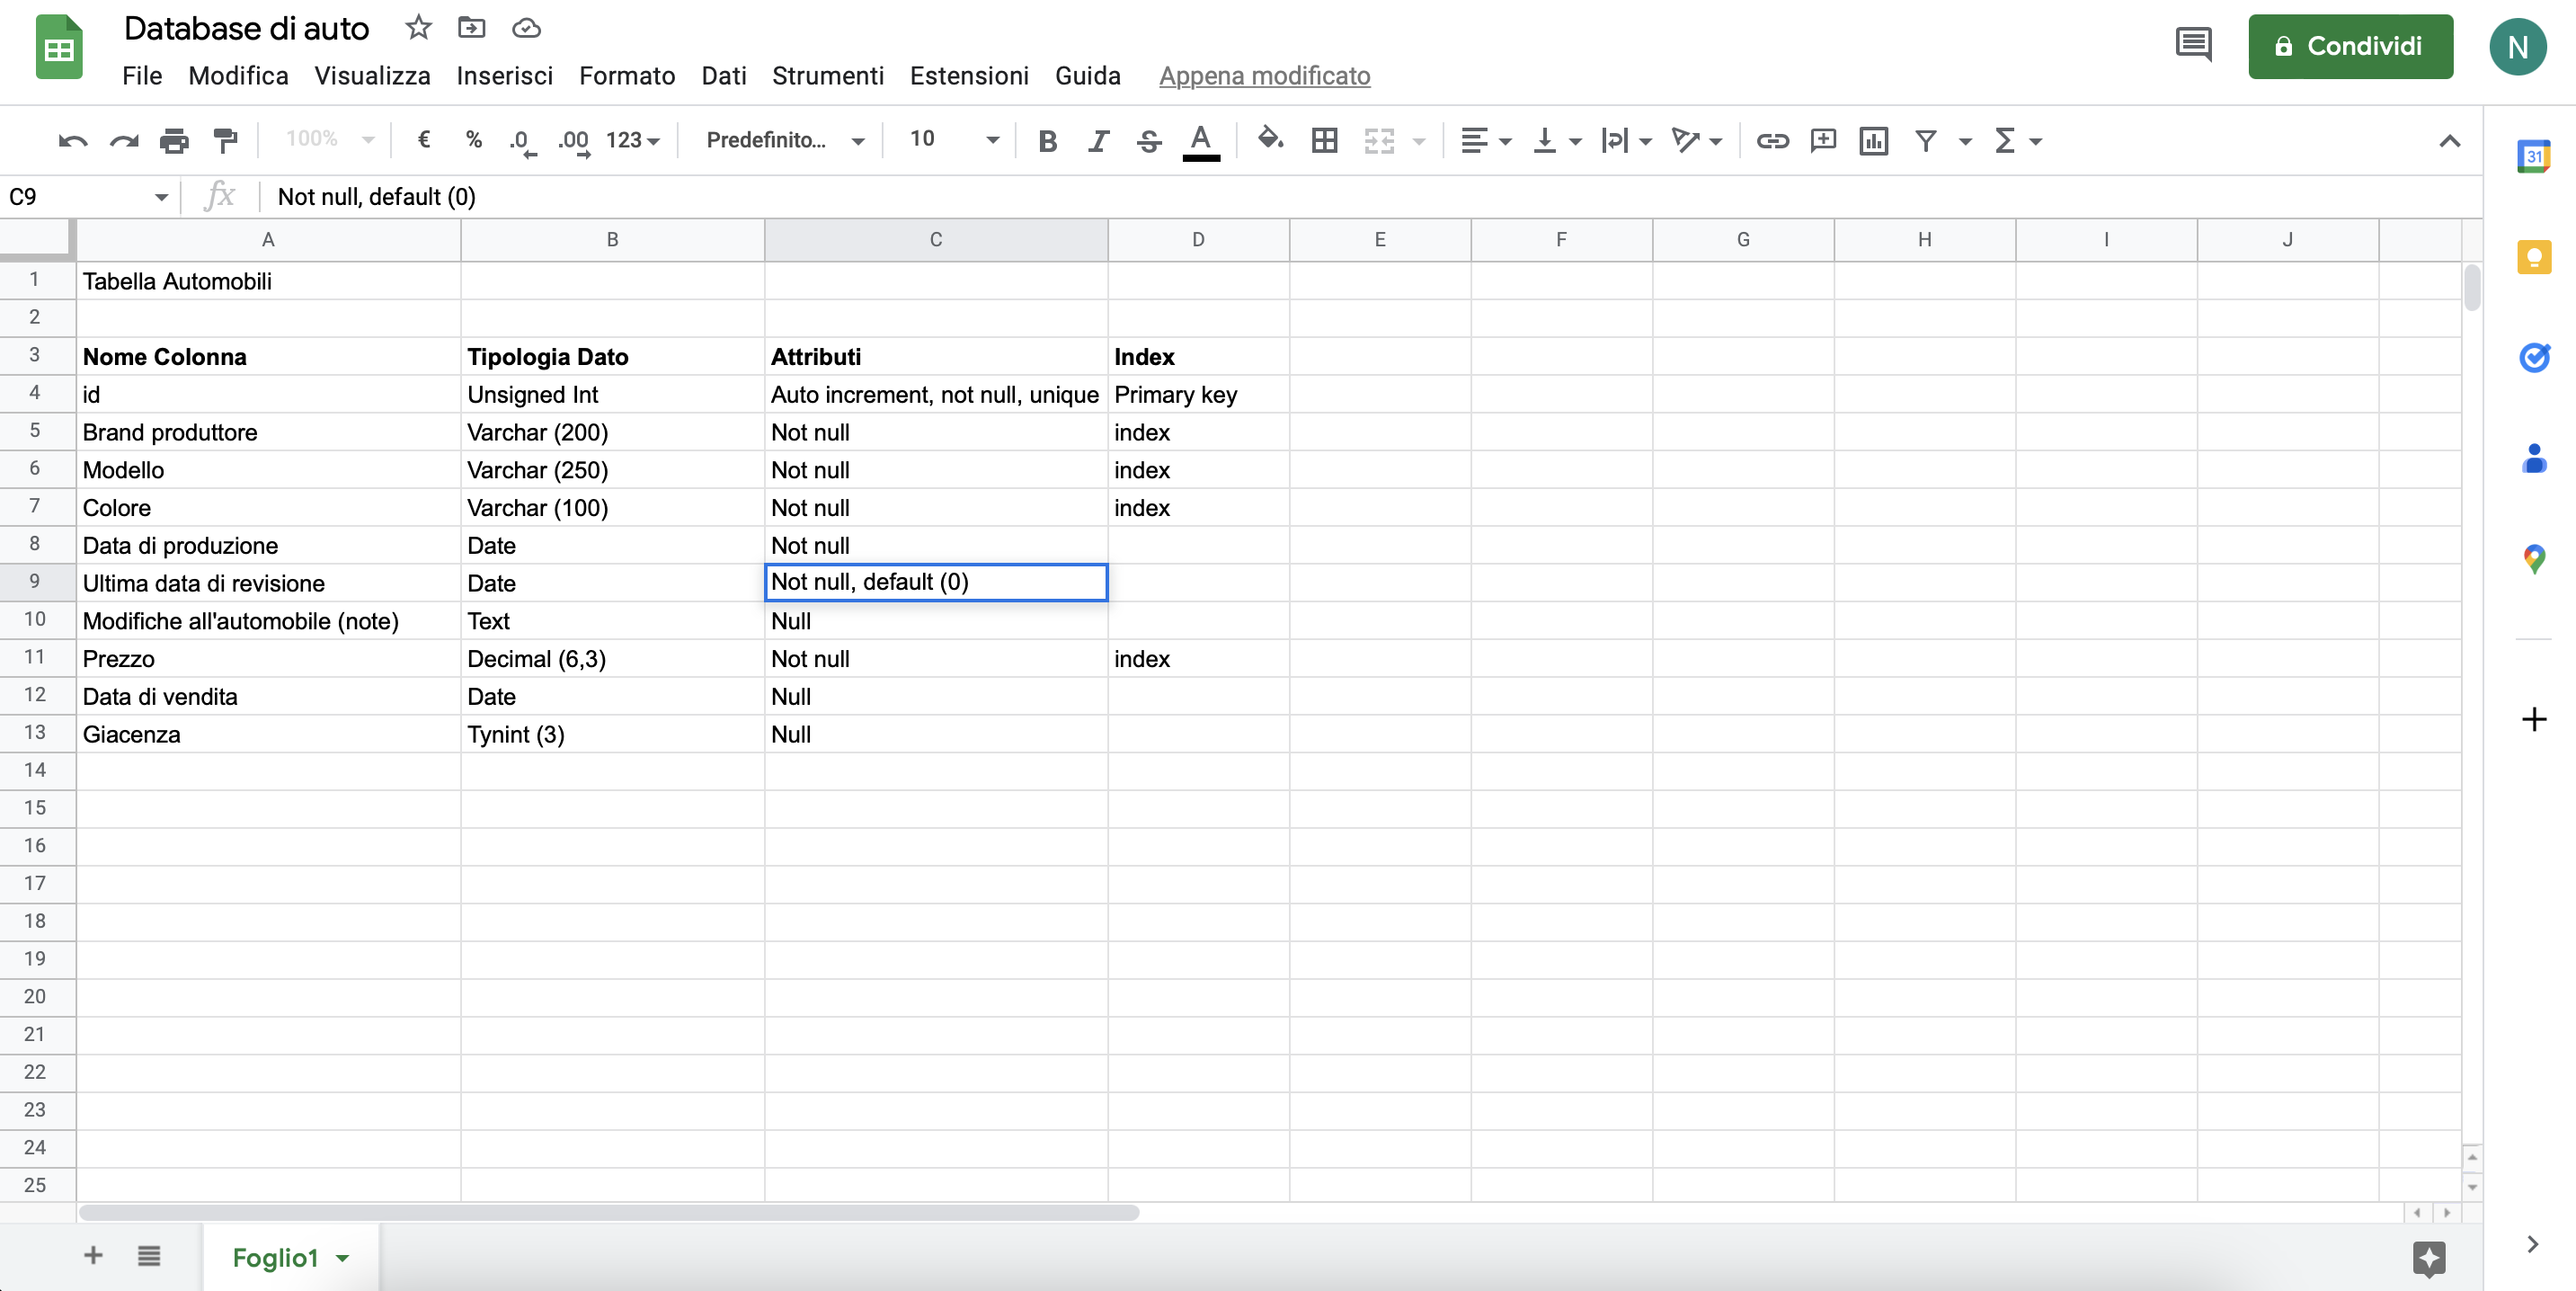 Database di auto
File Modifica Visualizza Inserisci Formato Dati Strumenti Estensioni Guida Appena modificato
Condividi
N
100% € % .0 .00 123 Predefinito... 10 B I S A
31
C9 fx Not null, default (0)
A B C D E F G H I J
1 Tabella Automobili
2
3 Nome Colonna Tipologia Dato Attributi Index
4 id Unsigned Int Auto increment, not null, unique Primary key
5 Brand produttore Varchar (200) Not null index
6 Modello Varchar (250) Not null index
7 Colore Varchar (100) Not null index
8 Data di produzione Date Not null
9 Ultima data di revisione Date Not null, default (0)
10 Modifiche all'automobile (note) Text Null
11 Prezzo Decimal (6,3) Not null index
12 Data di vendita Date Null
13 Giacenza Tynint (3) Null
14
15
16
17
18
19
20
21
22
23
24
25
Foglio1